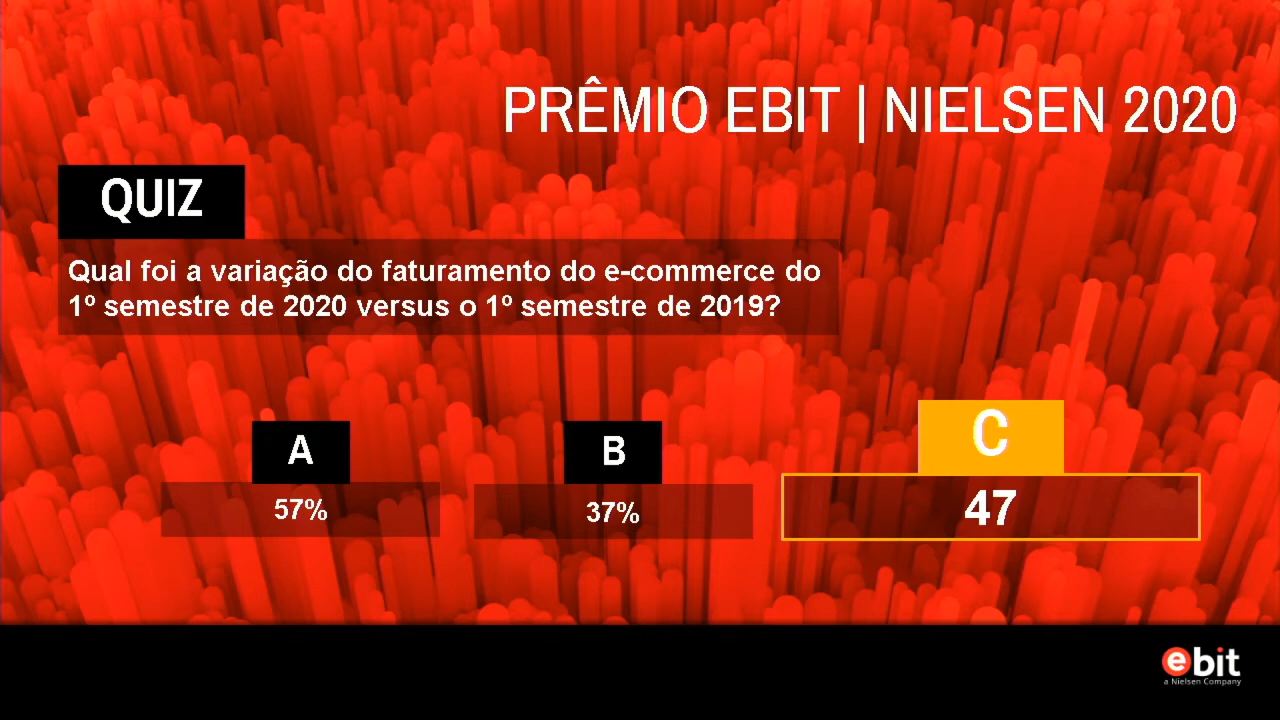 PRÊMIO EBIT | NIELSEN 2020
QUIZ
Qual foi a variação do faturamento do e-commerce do
1º semestre de 2020 versus o 1º semestre de 2019?
A
57%
B
37%
C
47
ebit
a Nielsen Company